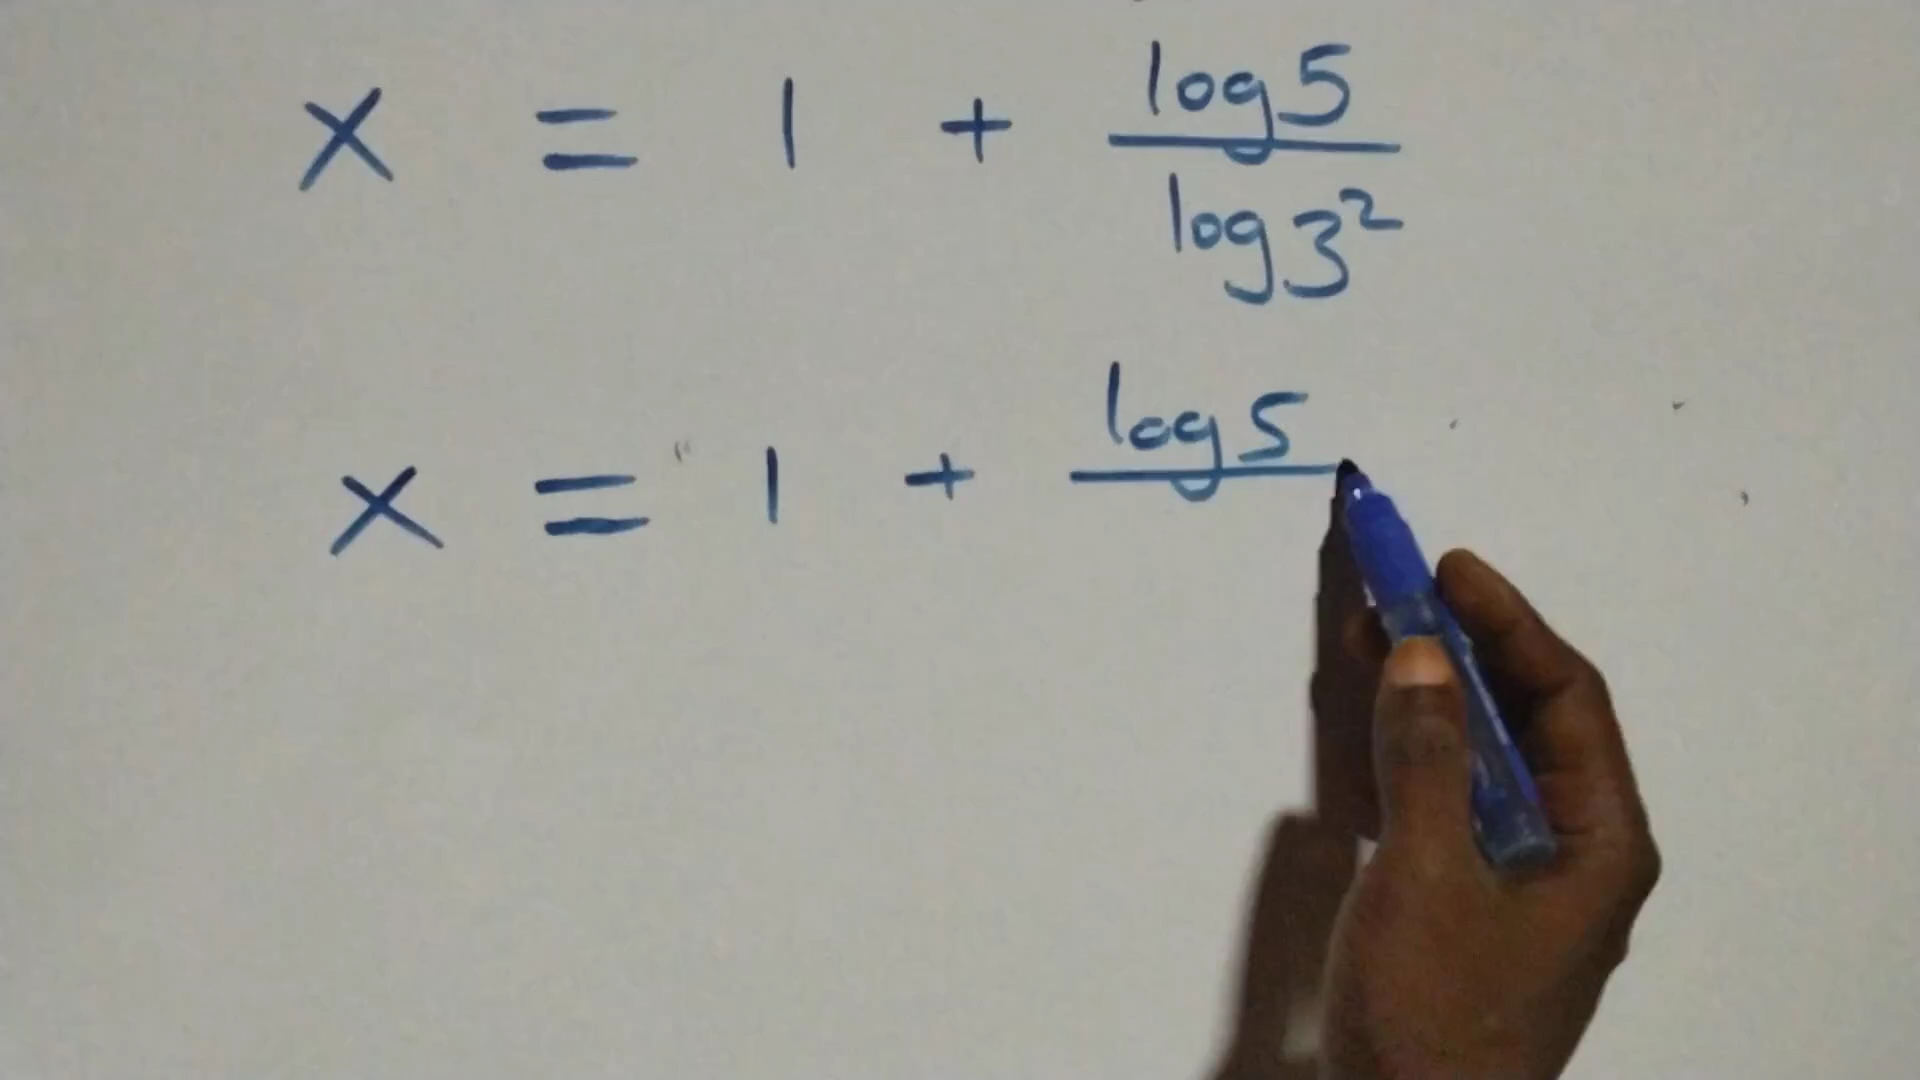 x = 1 + log5 / log3²
x = 1 + log5 /